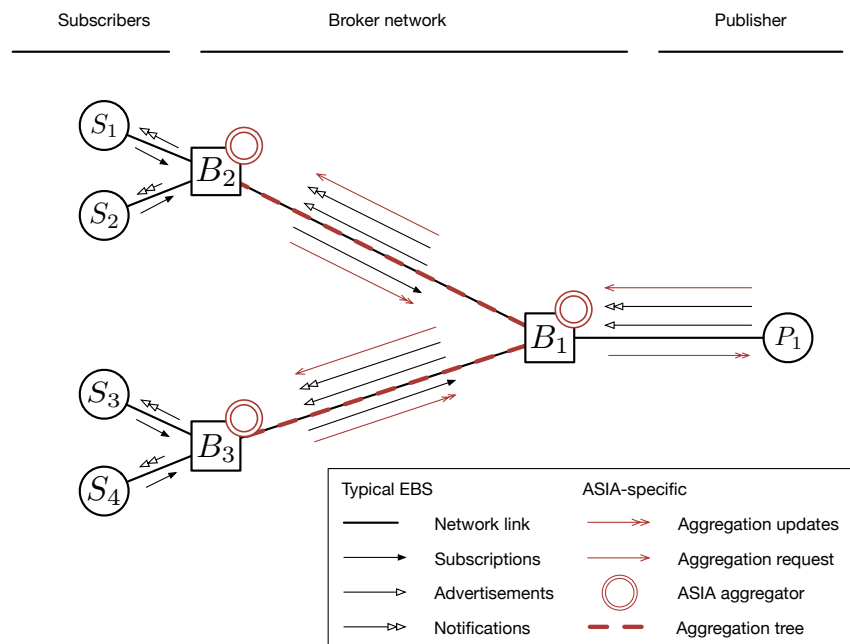 Subscribers Broker network Publisher
S1
B2
S2
B1
P1
S3
B3
S4
Typical EBS ASIA-specific
Network link Aggregation updates
Subscriptions Aggregation request
Advertisements ASIA aggregator
Notifications Aggregation tree